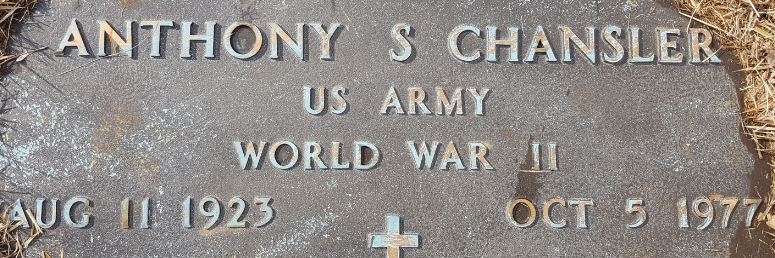 ANTHONY S CHANSLER
US ARMY
WORLD WAR II
AUG 11 1923 OCT 5 1977